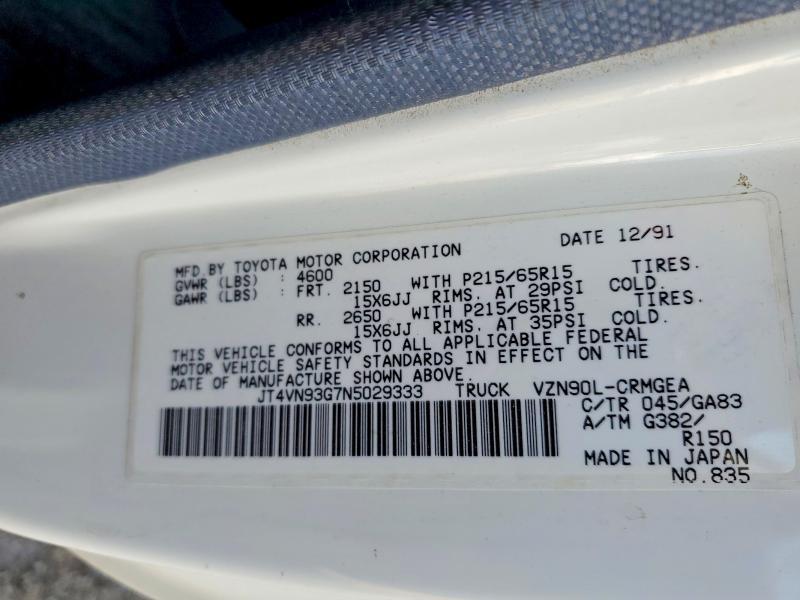 MFD. BY TOYOTA MOTOR CORPORATION DATE 12/91
GVWR (LBS) : 4600
GAWR (LBS) : FRT. 2150 WITH P215/65R15 TIRES.
15X6JJ RIMS. AT 29PSI COLD.
RR. 2650 WITH P215/65R15 TIRES.
15X6JJ RIMS. AT 35PSI COLD.
THIS VEHICLE CONFORMS TO ALL APPLICABLE FEDERAL
MOTOR VEHICLE SAFETY STANDARDS IN EFFECT ON THE
DATE OF MANUFACTURE SHOWN ABOVE.
JT4VN93G7N5029333 TRUCK VZN90L-CRMGEA
C/TR 045/GA83
A/TM G382/
R150
MADE IN JAPAN
NO.835